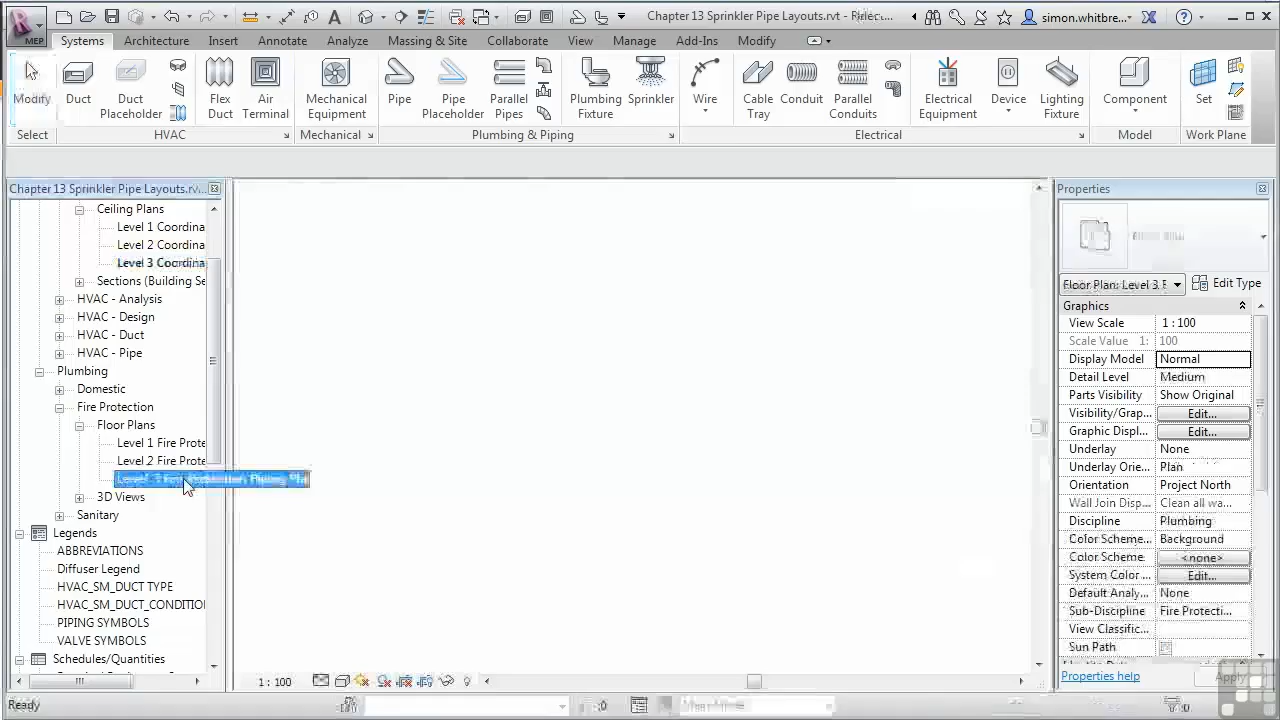 Chapter 13 Sprinkler Pipe Layouts.rvt -
simon.whitbre...
MEP
Systems Architecture Insert Annotate Analyze Massing & Site Collaborate View Manage Add-Ins Modify
Modify
Duct
Duct Placeholder
Flex Duct
Air Terminal
Mechanical Equipment
Pipe
Pipe Placeholder
Parallel Pipes
Plumbing Fixture
Sprinkler
Wire
Cable Tray
Conduit
Parallel Conduits
Electrical Equipment
Device
Lighting Fixture
Component
Set
Select HVAC Mechanical Plumbing & Piping Electrical Model Work Plane
Chapter 13 Sprinkler Pipe Layouts.rv...
Ceiling Plans
Level 1 Coordina
Level 2 Coordina
Level 3 Coordina
Sections (Building Se
HVAC - Analysis
HVAC - Design
HVAC - Duct
HVAC - Pipe
Plumbing
Domestic
Fire Protection
Floor Plans
Level 1 Fire Prote
Level 2 Fire Prote
3D Views
Sanitary
Legends
ABBREVIATIONS
Diffuser Legend
HVAC_SM_DUCT TYPE
HVAC_SM_DUCT_CONDITIO
PIPING SYMBOLS
VALVE SYMBOLS
Schedules/Quantities
1 : 100
Properties
Floor Plan: Level 3 Edit Type
Graphics
View Scale 1 : 100
Scale Value 1: 100
Display Model Normal
Detail Level Medium
Parts Visibility Show Original
Visibility/Grap... Edit...
Graphic Displ... Edit...
Underlay None
Underlay Orie... Plan
Orientation Project North
Wall Join Disp... Clean all wa...
Discipline Plumbing
Color Scheme... Background
Color Scheme <none>
System Color ... Edit...
Default Analy... None
Sub-Discipline Fire Protecti...
View Classific...
Sun Path
Properties help Apply
Ready